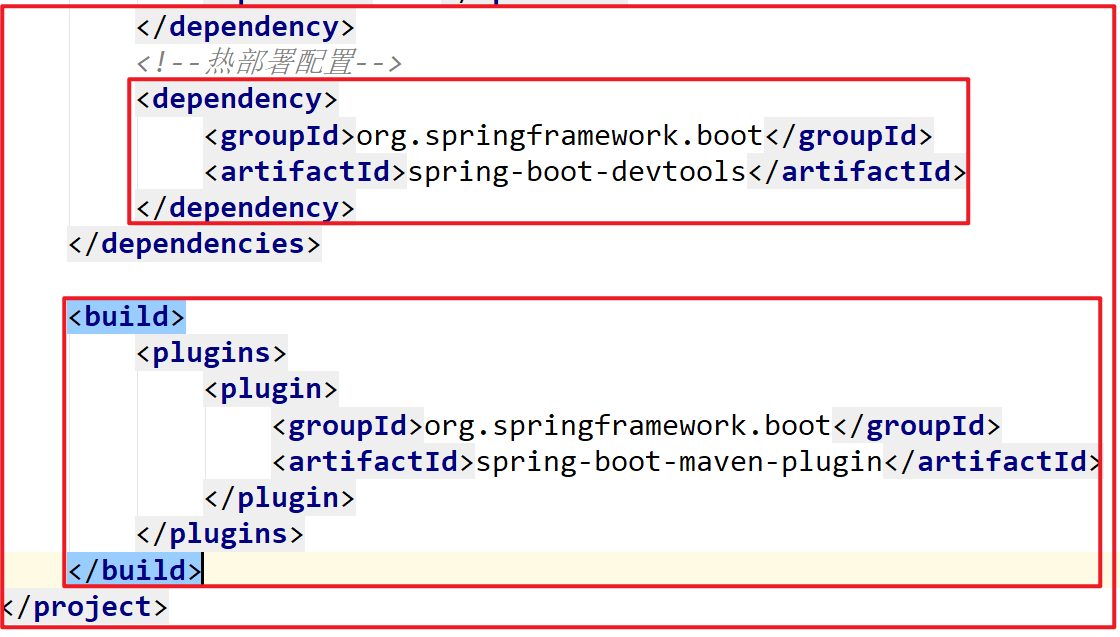 </dependency>
<!--热部署配置-->
<dependency>
<groupId>org.springframework.boot</groupId>
<artifactId>spring-boot-devtools</artifactId>
</dependency>
</dependencies>
<build>
<plugins>
<plugin>
<groupId>org.springframework.boot</groupId>
<artifactId>spring-boot-maven-plugin</artifactId>
</plugin>
</plugins>
</build>
</project>